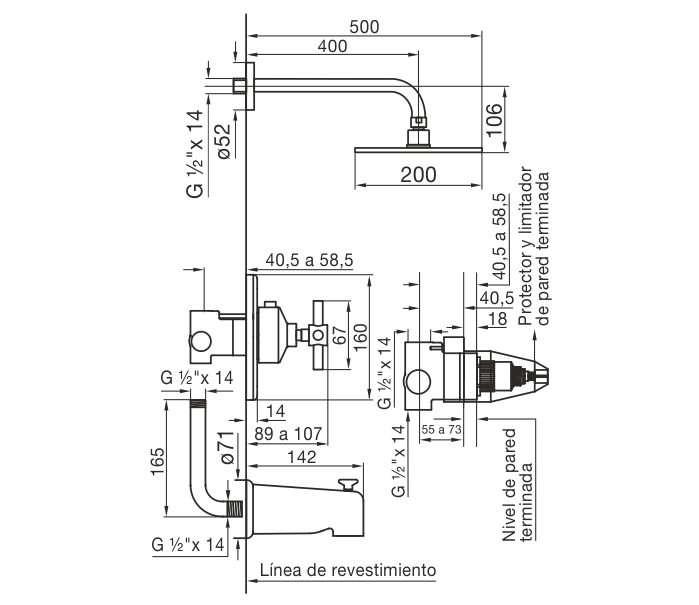 500
400
G ½"x 14
ø52
106
200
Protector y limitador
de pared terminada
40,5 a 58,5
40,5 a 58,5
40,5
18
67
160
G ½"x 14
G ½"x 14
14
55 a 73
89 a 107
ø71
142
165
G ½"x 14
G ½"x 14
Nivel de pared
terminada
Línea de revestimiento